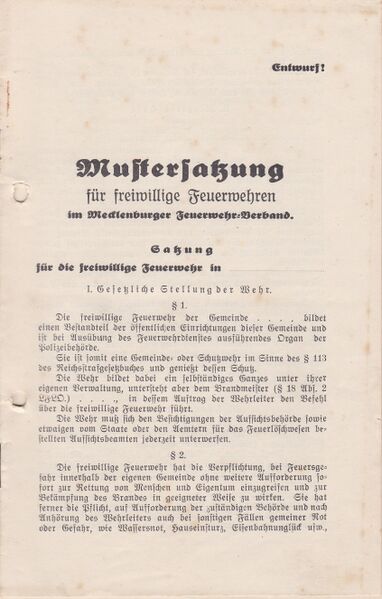 Entwurf!
Mustersatzung
für freiwillige Feuerwehren
im Mecklenburger Feuerwehr-Verband.
Satzung
für die freiwillige Feuerwehr in
I. Gesetzliche Stellung der Wehr.
§ 1.
Die freiwillige Feuerwehr der Gemeinde . . . . bildet
einen Bestandteil der öffentlichen Einrichtungen dieser Gemeinde und
ist bei Ausübung des Feuerwehrdienstes ausführendes Organ der
Polizeibehörde.
Sie ist somit eine Gemeinde- oder Schutzwehr im Sinne des § 113
des Reichsstrafgesetzbuches und genießt dessen Schutz.
Die Wehr bildet dabei ein selbständiges Ganzes unter ihrer
eigenen Verwaltung, untersteht aber dem Brandmeister (§ 18 Abs. 2
LFLO.) . . . ., in dessen Auftrag der Wehrleiter den Befehl
über die freiwillige Feuerwehr führt.
Die Wehr muß sich den Besichtigungen der Aufsichtsbehörde sowie
etwaigen vom Staate oder den Aemtern für das Feuerlöschwesen be-
stellten Aufsichtsbeamten jederzeit unterwerfen.
§ 2.
Die freiwillige Feuerwehr hat die Verpflichtung, bei Feuersge-
fahr innerhalb der eigenen Gemeinde ohne weitere Aufforderung so-
fort zur Rettung von Menschen und Eigentum einzugreifen und zur
Bekämpfung des Brandes in geeigneter Weise zu wirken. Sie hat
ferner die Pflicht, auf Aufforderung der zuständigen Behörde und nach
Anhörung des Wehrleiters auch bei sonstigen Fällen gemeiner Not
oder Gefahr, wie Wassersnot, Hauseinsturz, Eisenbahnunglück usw.,